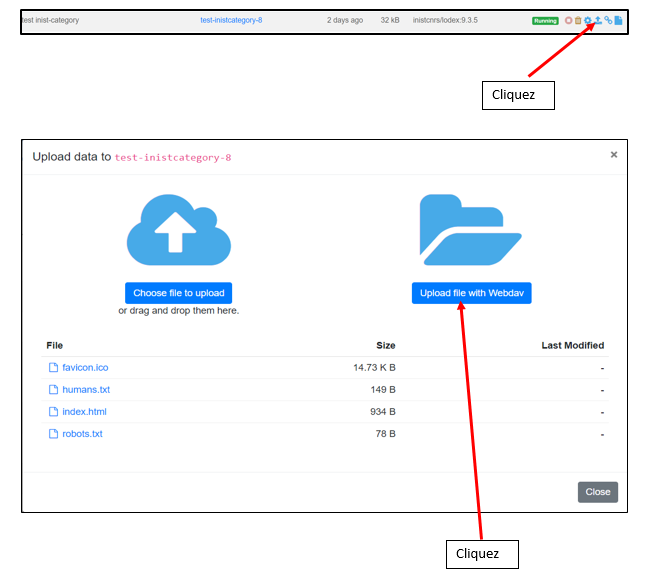 test inist-category test-inistcategory-8 2 days ago 32 kB inistcnrs/lodex:9.3.5 Running
Cliquez
Upload data to test-inistcategory-8 ×
Choose file to upload
or drag and drop them here.
Upload file with Webdav
File Size Last Modified
favicon.ico 14.73 K B -
humans.txt 149 B -
index.html 934 B -
robots.txt 78 B -
Close
Cliquez